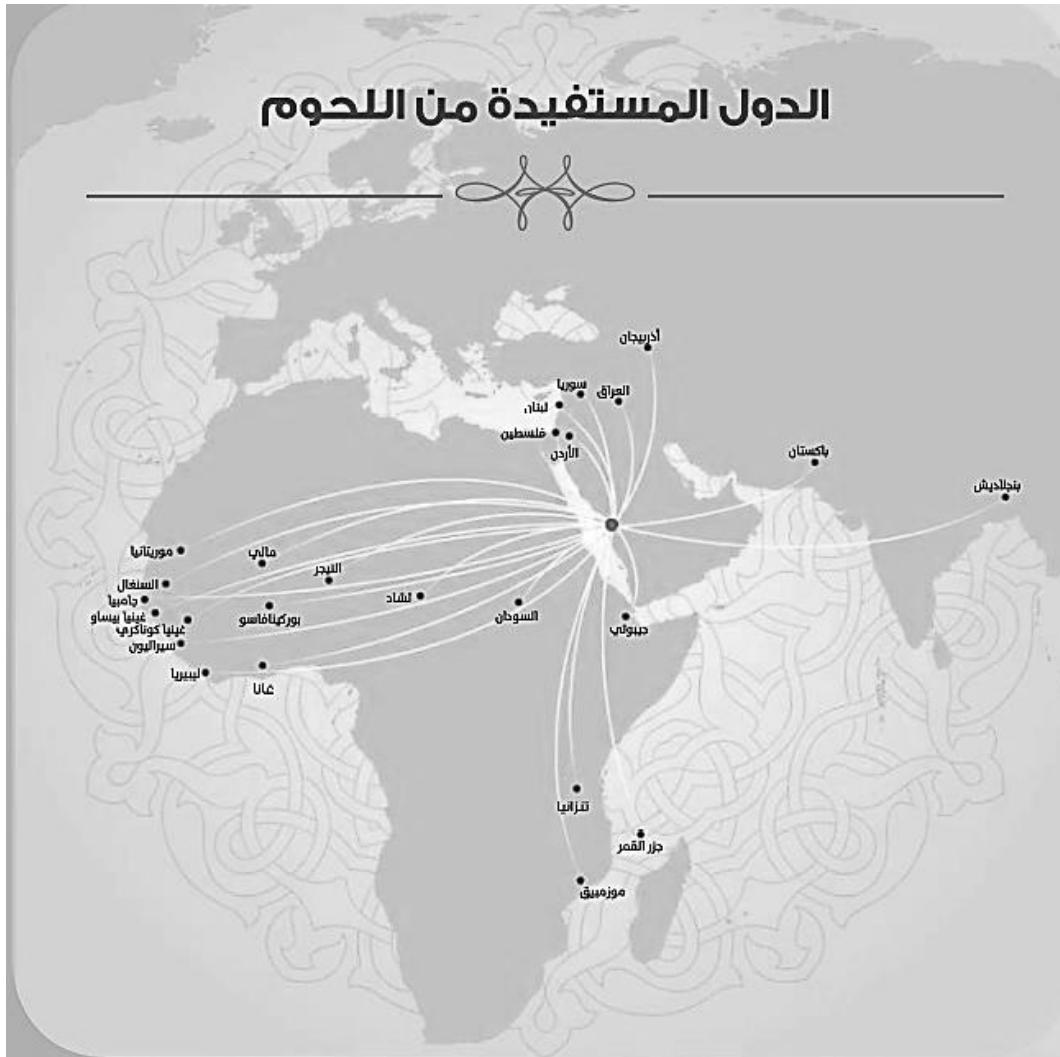 الدول المستفيدة من اللحوم
أذربيجان
سوريا
العراق
لبنان
فلسطين
الأردن
باكستان
بنجلاديش
موريتانيا
مالي
النيجر
السنغال
جامبيا
تشاد
غينيا بيساو
بوركينافاسو
السودان
غينيا كوناكري
جيبوتي
سيراليون
ليبيريا
غانا
تنزانيا
جزر القمر
موزمبيق